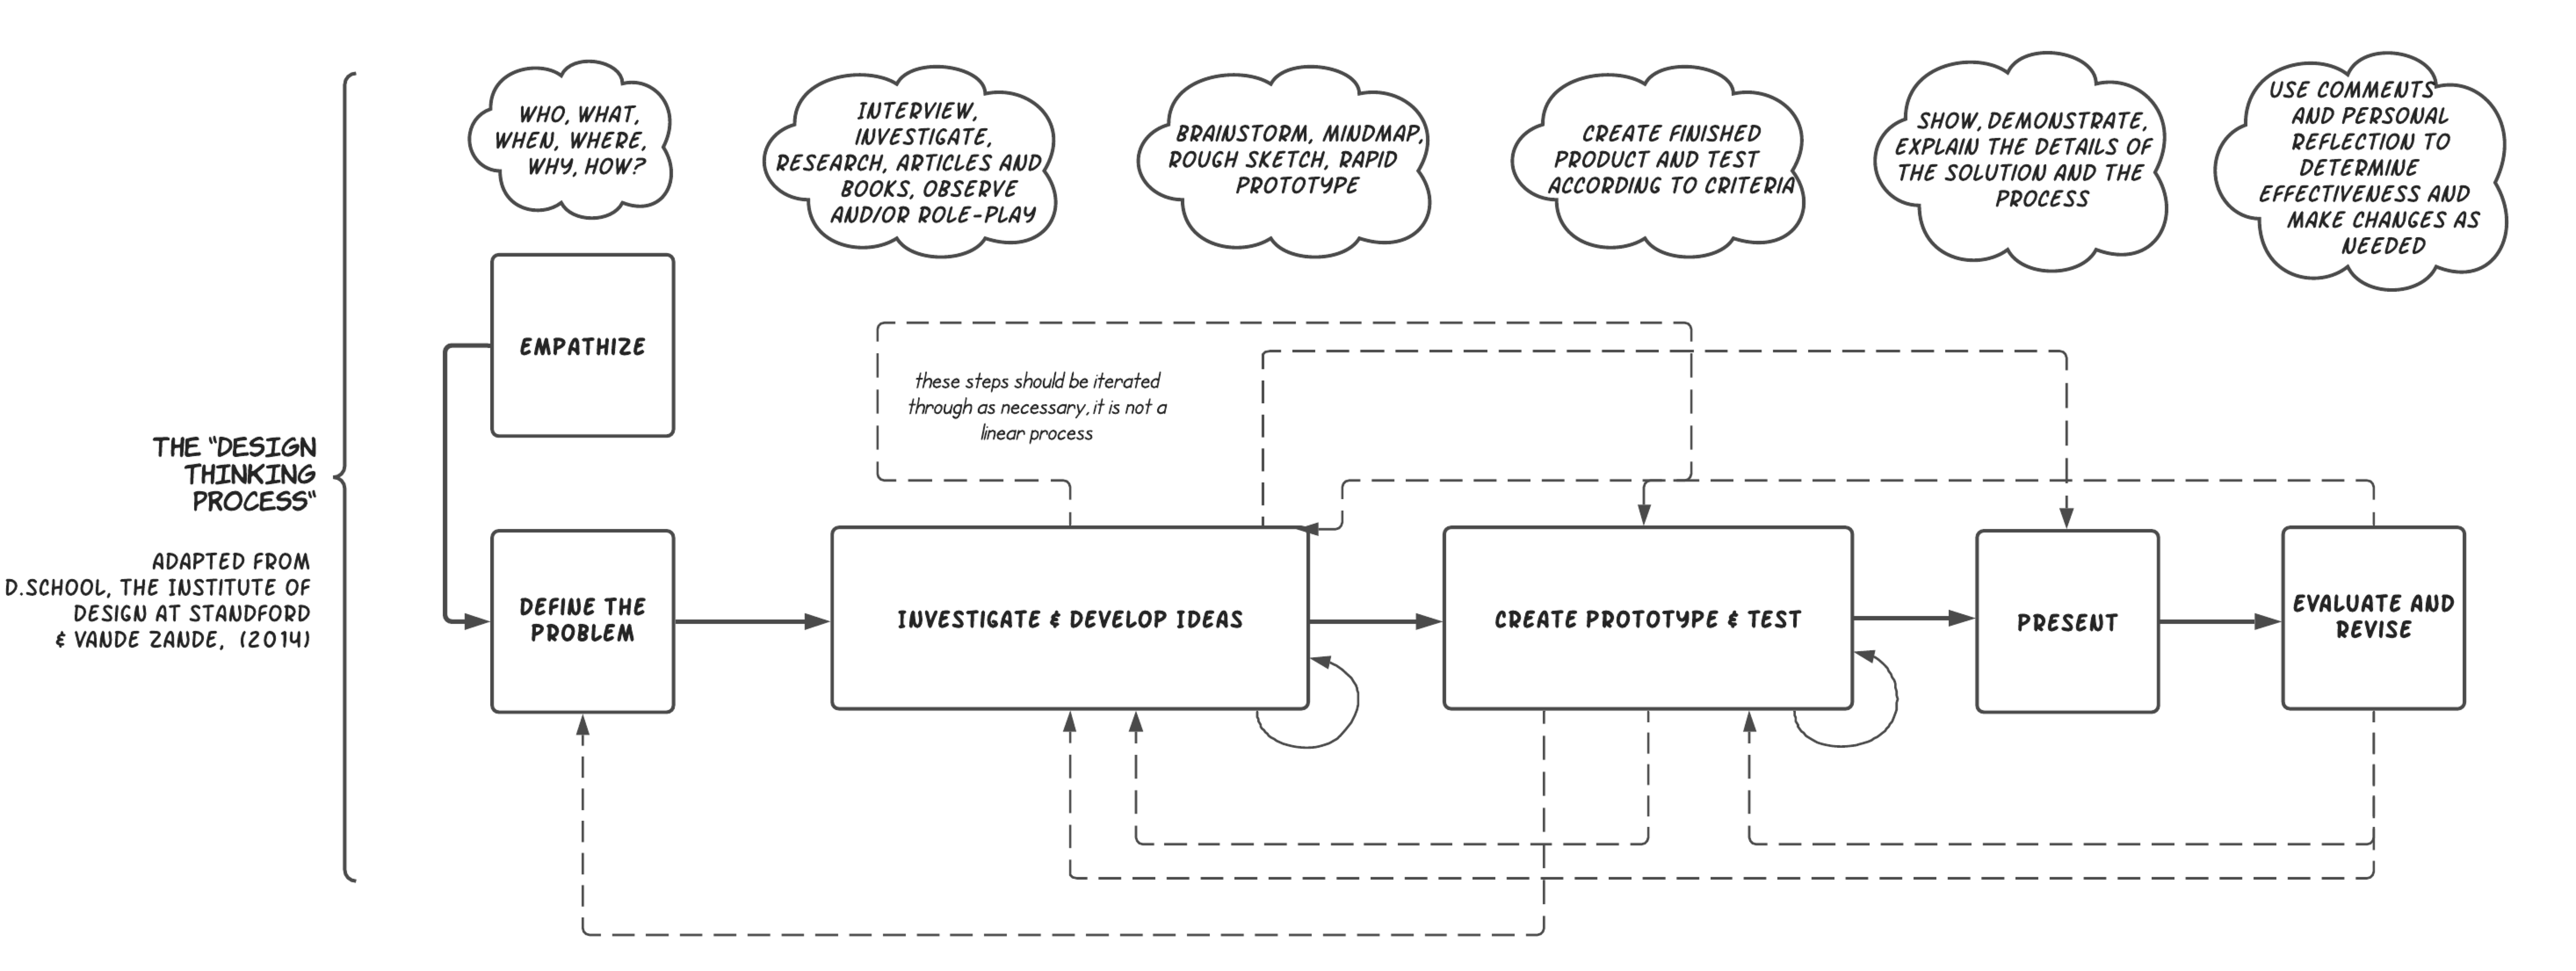 WHO, WHAT,
WHEN, WHERE,
WHY, HOW?
INTERVIEW,
INVESTIGATE,
RESEARCH, ARTICLES AND
BOOKS, OBSERVE
AND/OR ROLE-PLAY
BRAINSTORM, MINDMAP,
ROUGH SKETCH, RAPID
PROTOTYPE
CREATE FINISHED
PRODUCT AND TEST
ACCORDING TO CRITERIA
SHOW, DEMONSTRATE,
EXPLAIN THE DETAILS OF
THE SOLUTION AND THE
PROCESS
USE COMMENTS
AND PERSONAL
REFLECTION TO
DETERMINE
EFFECTIVENESS AND
MAKE CHANGES AS
NEEDED
THE "DESIGN
THINKING
PROCESS"
ADAPTED FROM
D.SCHOOL, THE INSTITUTE OF
DESIGN AT STANDFORD
& VANDE ZANDE, (2014)
EMPATHIZE
these steps should be iterated
through as necessary, it is not a
linear process
DEFINE THE
PROBLEM
INVESTIGATE & DEVELOP IDEAS
CREATE PROTOTYPE & TEST
PRESENT
EVALUATE AND
REVISE